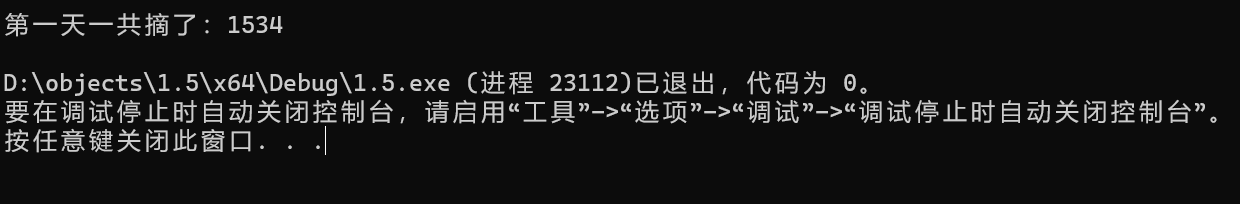 第一天一共摘了：1534
D:\objects\1.5\x64\Debug\1.5.exe (进程 23112)已退出，代码为 0。
要在调试停止时自动关闭控制台，请启用“工具”->“选项”->“调试”->“调试停止时自动关闭控制台”。
按任意键关闭此窗口. . .